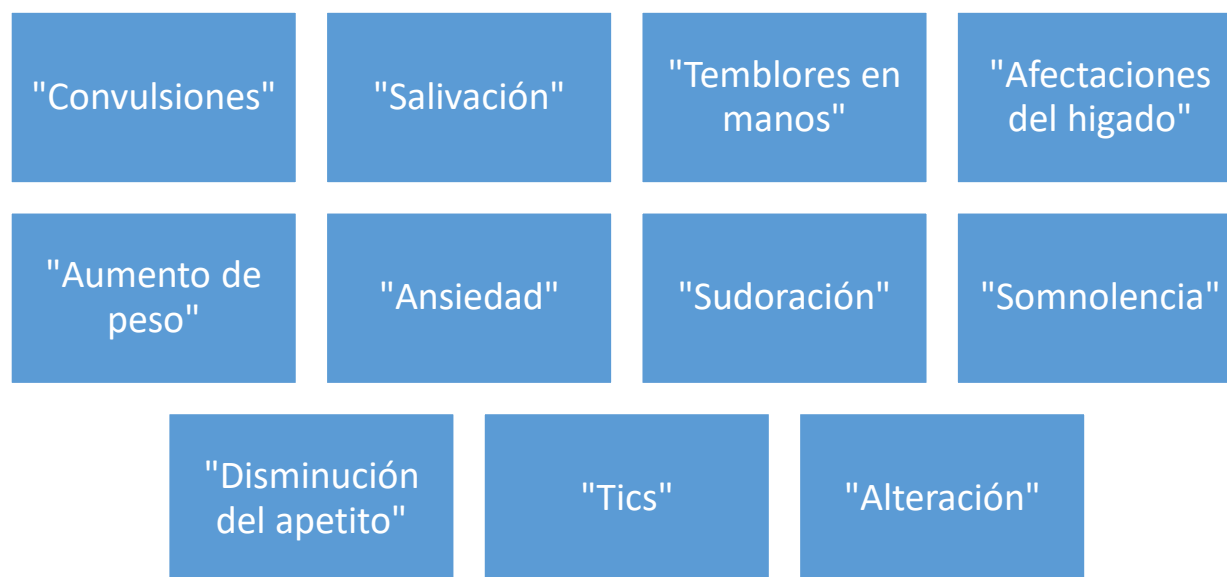 "Convulsiones"
"Salivación"
"Temblores en
manos"
"Afectaciones
del higado"
"Aumento de
peso"
"Ansiedad"
"Sudoración"
"Somnolencia"
"Disminución
del apetito"
"Tics"
"Alteración"